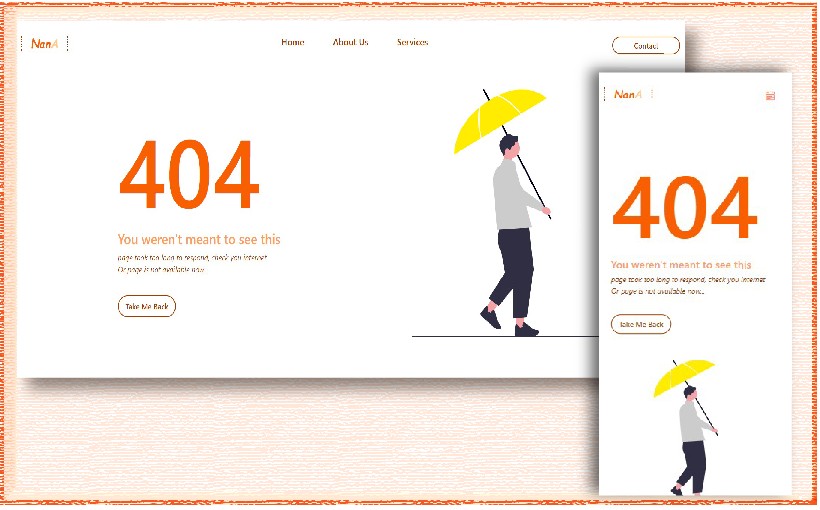 NanA
Home About Us Services
Contact
404
You weren't meant to see this
page took too long to respond, check you internet
Or page is not available now...
Take Me Back
NanA
404
You weren't meant to see this
page took too long to respond, check you internet
Or page is not available now...
Take Me Back